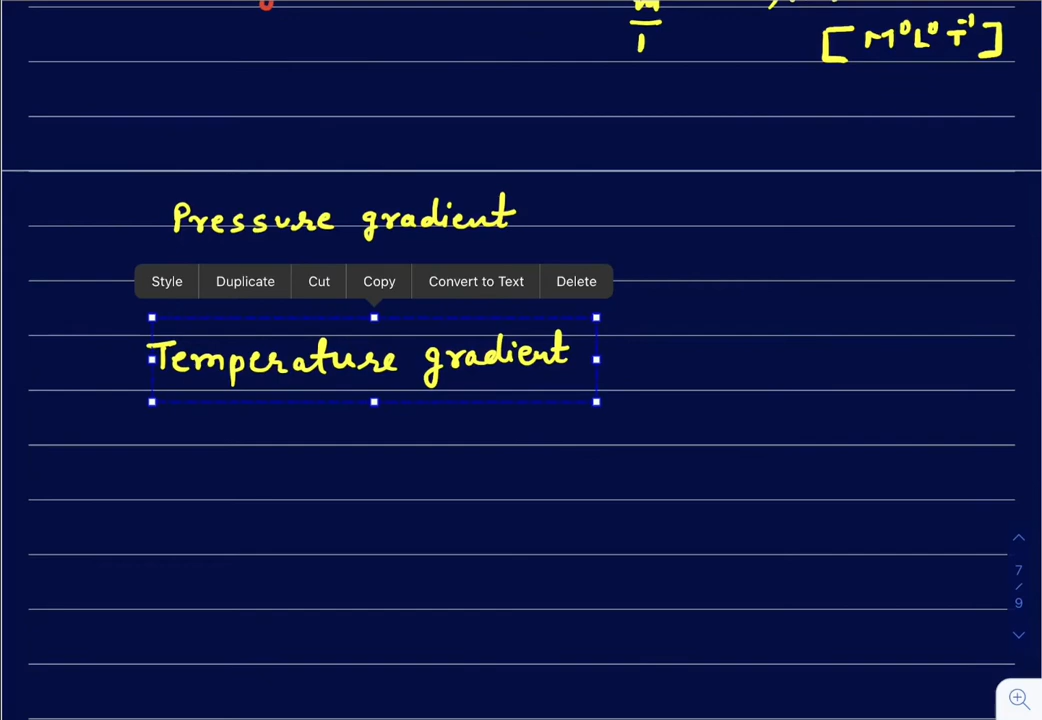 [M⁰L⁰T⁻¹]
Pressure gradient
Style Duplicate Cut Copy Convert to Text Delete
Temperature gradient
7
/
9